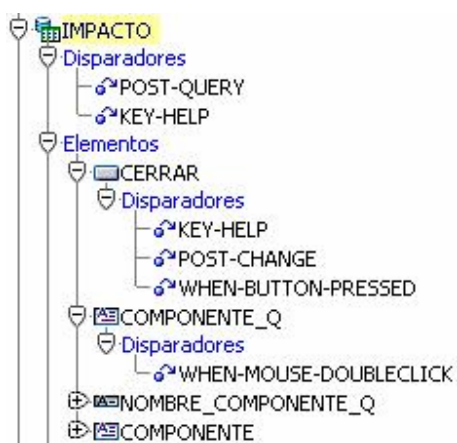 IMPACTO
Disparadores
POST-QUERY
KEY-HELP
Elementos
CERRAR
Disparadores
KEY-HELP
POST-CHANGE
WHEN-BUTTON-PRESSED
COMPONENTE_Q
Disparadores
WHEN-MOUSE-DOUBLECLICK
NOMBRE_COMPONENTE_Q
COMPONENTE